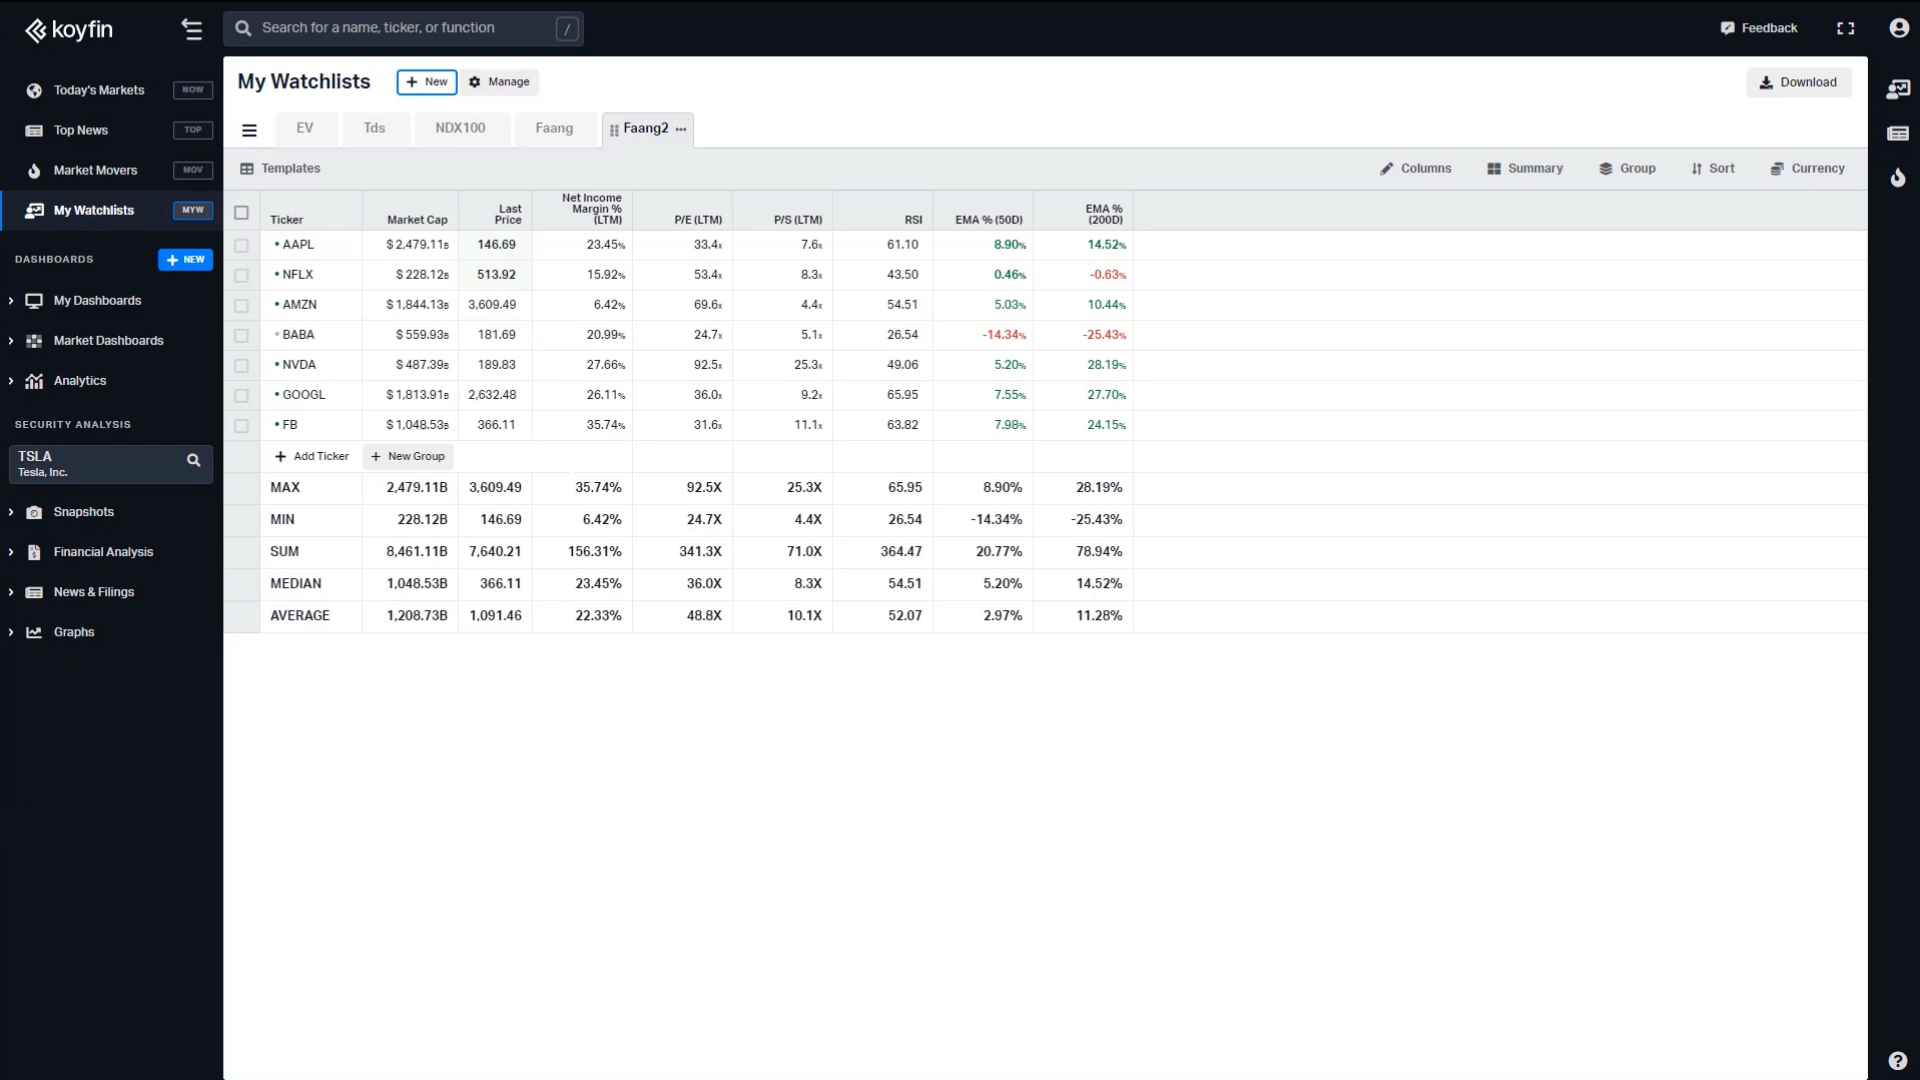 koyfin
Search for a name, ticker, or function /
Feedback
Today's Markets NOW
Top News TOP
Market Movers MOV
My Watchlists MYW
DASHBOARDS + NEW
My Dashboards
Market Dashboards
Analytics
SECURITY ANALYSIS
TSLA
Tesla, Inc.
Snapshots
Financial Analysis
News & Filings
Graphs
My Watchlists + New Manage Download
EV Tds NDX100 Faang Faang2 ...
Templates Columns Summary Group Sort Currency
Ticker Market Cap Last Price Net Income Margin % (LTM) P/E (LTM) P/S (LTM) RSI EMA % (50D) EMA % (200D)
• AAPL $ 2,479.11B 146.69 23.45% 33.4x 7.6x 61.10 8.90% 14.52%
• NFLX $ 228.12B 513.92 15.92% 53.4x 8.3x 43.50 0.46% -0.63%
• AMZN $ 1,844.13B 3,609.49 6.42% 69.6x 4.4x 54.51 5.03% 10.44%
• BABA $ 559.93B 181.69 20.99% 24.7x 5.1x 26.54 -14.34% -25.43%
• NVDA $ 487.39B 189.83 27.66% 92.5x 25.3x 49.06 5.20% 28.19%
• GOOGL $ 1,813.91B 2,632.48 26.11% 36.0x 9.2x 65.95 7.55% 27.70%
• FB $ 1,048.53B 366.11 35.74% 31.6x 11.1x 63.82 7.98% 24.15%
+ Add Ticker + New Group
MAX 2,479.11B 3,609.49 35.74% 92.5X 25.3X 65.95 8.90% 28.19%
MIN 228.12B 146.69 6.42% 24.7X 4.4X 26.54 -14.34% -25.43%
SUM 8,461.11B 7,640.21 156.31% 341.3X 71.0X 364.47 20.77% 78.94%
MEDIAN 1,048.53B 366.11 23.45% 36.0X 8.3X 54.51 5.20% 14.52%
AVERAGE 1,208.73B 1,091.46 22.33% 48.8X 10.1X 52.07 2.97% 11.28%
?